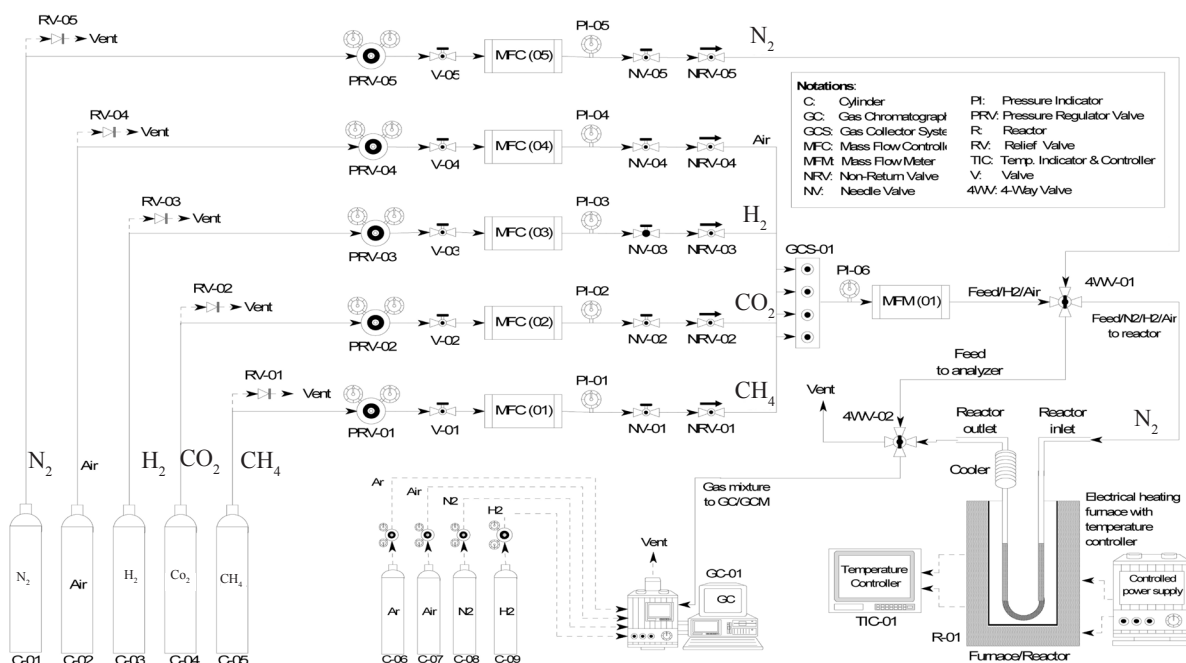 RV-05
Vent
PRV-05
V-05
MFC (05)
PI-05
NV-05
NRV-05
N2
RV-04
Vent
PRV-04
V-04
MFC (04)
PI-04
NV-04
NRV-04
Air
RV-03
Vent
PRV-03
V-03
MFC (03)
PI-03
NV-03
NRV-03
H2
RV-02
Vent
PRV-02
V-02
MFC (02)
PI-02
NV-02
NRV-02
CO2
RV-01
Vent
PRV-01
V-01
MFC (01)
PI-01
NV-01
NRV-01
CH4
Notations:
C: Cylinder
GC: Gas Chromatograph
GCS: Gas Collector Syste
MFC: Mass Flow Controlle
MFM: Mass Flow Meter
NRV: Non-Return Valve
NV: Needle Valve
PI: Pressure Indicator
PRV: Pressure Regulator Valve
R: Reactor
RV: Relief Valve
TIC: Temp. Indicator & Controller
V: Valve
4WV: 4-Way Valve
GCS-01
PI-06
MFM (01)
Feed/H2/Air
4WV-01
Feed/N2/H2/Air
to reactor
Feed
to analyzer
Vent
4WV-02
Reactor
outlet
Reactor
inlet
N2
Cooler
Gas mixture
to GC/GCM
Electrical heating
furnace with
temperature
controller
Temperature
Controller
TIC-01
Controlled
power supply
R-01
Furnace/Reactor
N2
Air
H2
CO2
CH4
N2
Air
H2
Co2
CH4
C-01
C-02
C-03
C-04
C-05
Ar
Air
N2
H2
Ar
Air
N2
H2
C-06
C-07
C-08
C-09
Vent
GC-01
GC